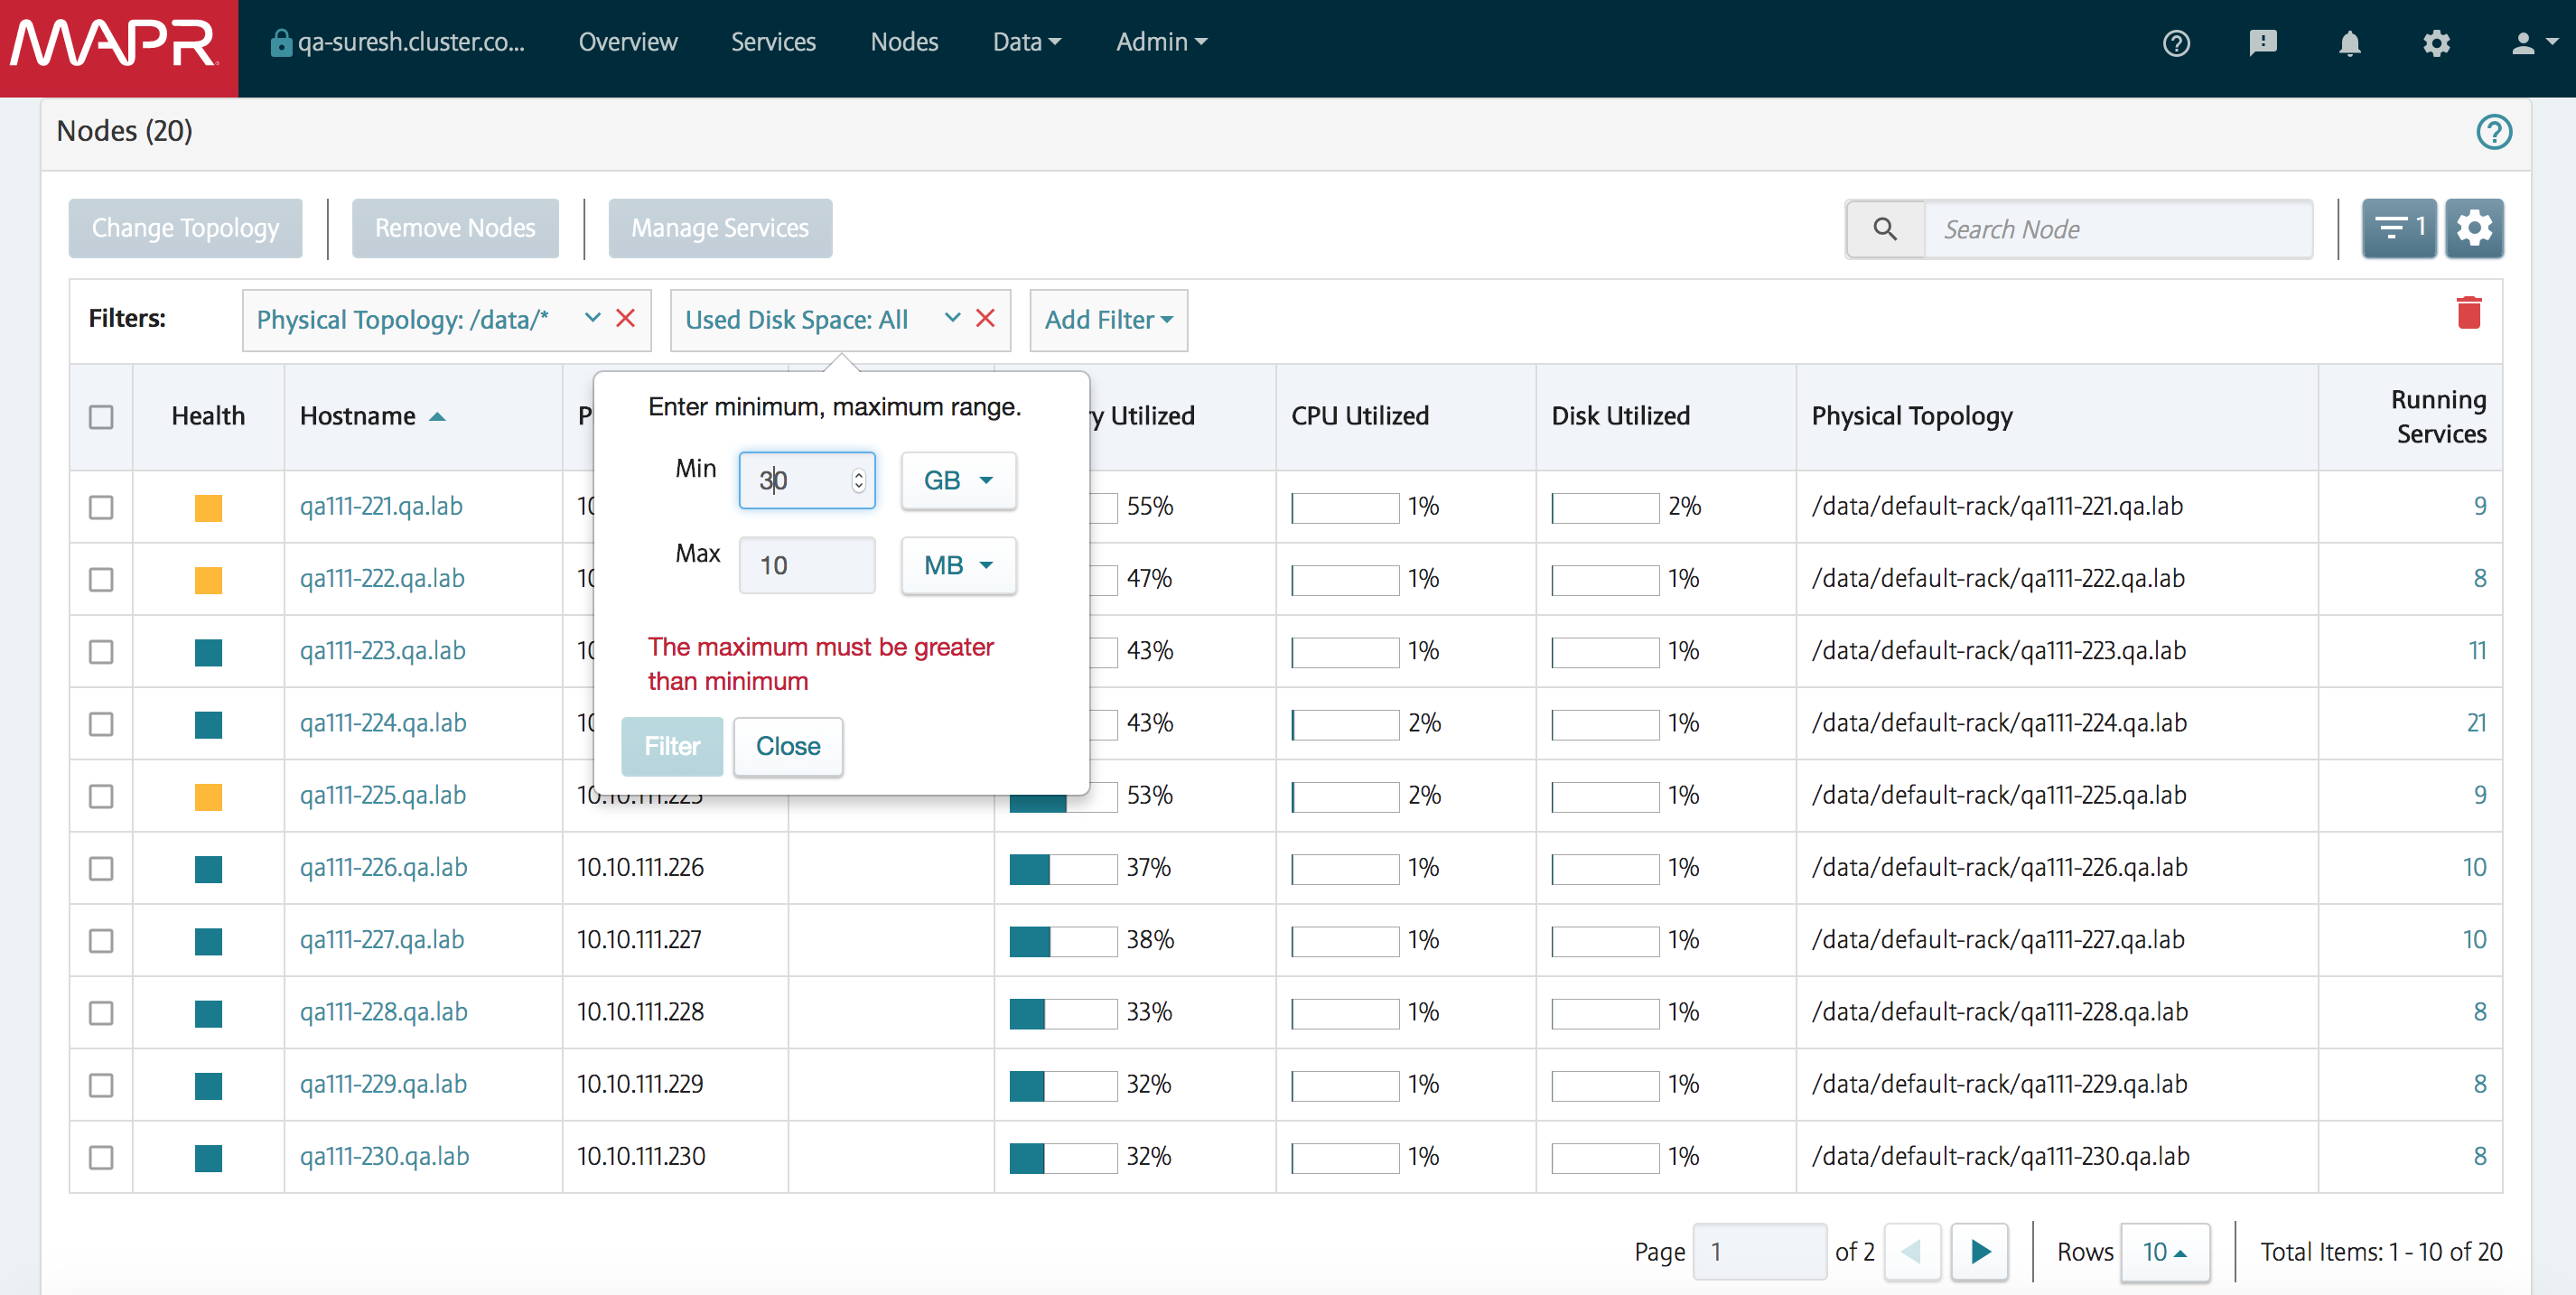 MAPR
qa-suresh.cluster.co... Overview Services Nodes Data Admin
Nodes (20)
Change Topology Remove Nodes Manage Services Search Node 1
Filters: Physical Topology: /data/* Used Disk Space: All Add Filter
Health Hostname P y Utilized CPU Utilized Disk Utilized Physical Topology Running Services
Enter minimum, maximum range.
Min 30 GB
Max 10 MB
The maximum must be greater
than minimum
Filter Close
qa111-221.qa.lab 10 55% 1% 2% /data/default-rack/qa111-221.qa.lab 9
qa111-222.qa.lab 10 47% 1% 1% /data/default-rack/qa111-222.qa.lab 8
qa111-223.qa.lab 10 43% 1% 1% /data/default-rack/qa111-223.qa.lab 11
qa111-224.qa.lab 10 43% 2% 1% /data/default-rack/qa111-224.qa.lab 21
qa111-225.qa.lab 10.10.111.225 53% 2% 1% /data/default-rack/qa111-225.qa.lab 9
qa111-226.qa.lab 10.10.111.226 37% 1% 1% /data/default-rack/qa111-226.qa.lab 10
qa111-227.qa.lab 10.10.111.227 38% 1% 1% /data/default-rack/qa111-227.qa.lab 10
qa111-228.qa.lab 10.10.111.228 33% 1% 1% /data/default-rack/qa111-228.qa.lab 8
qa111-229.qa.lab 10.10.111.229 32% 1% 1% /data/default-rack/qa111-229.qa.lab 8
qa111-230.qa.lab 10.10.111.230 32% 1% 1% /data/default-rack/qa111-230.qa.lab 8
Page 1 of 2 Rows 10 Total Items: 1 - 10 of 20